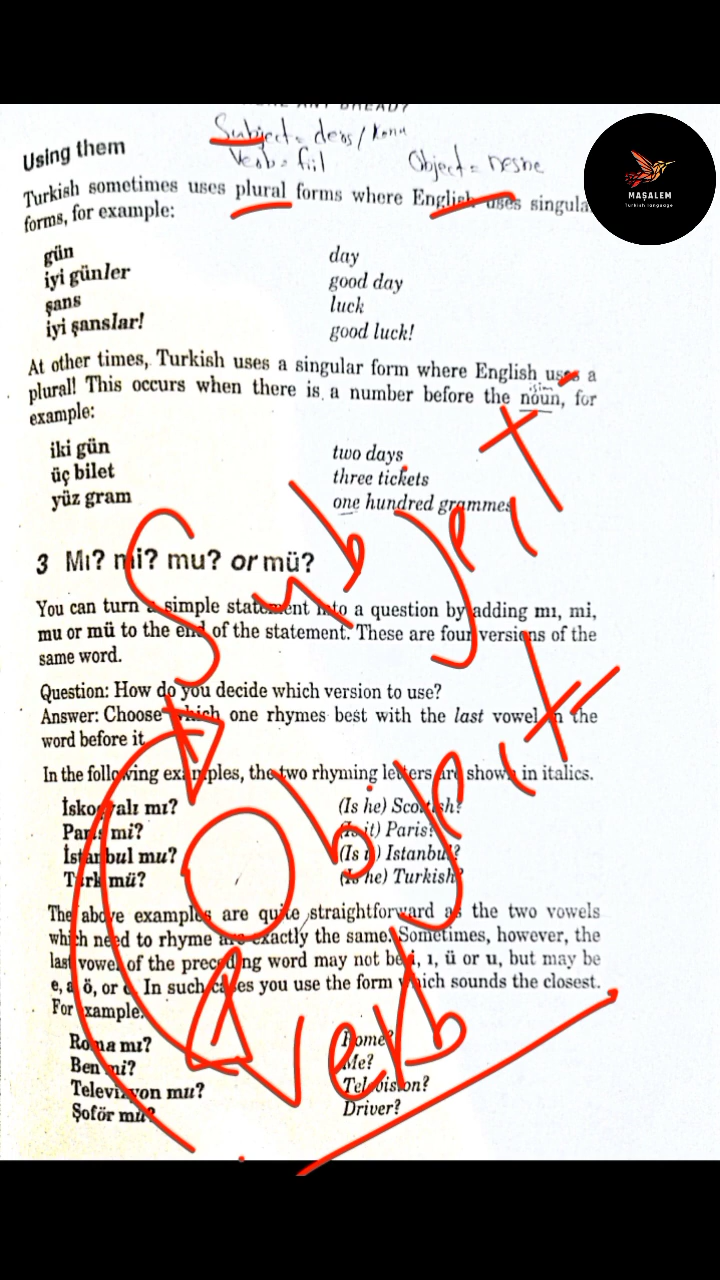 ANY BREAD?
Subject= ders/konu
Verb= fiil Object= nesne
MAŞALEM
Turkish language
Using them
Turkish sometimes uses plural forms where English uses singular
forms, for example:
gün day
iyi günler good day
şans luck
iyi şanslar! good luck!
At other times, Turkish uses a singular form where English uses a
plural! This occurs when there is a number before the noun, for
isim
example:
iki gün two days
üç bilet three tickets
yüz gram one hundred grammes
3 Mı? mi? mu? or mü?
You can turn a simple statement into a question by adding mı, mi,
mu or mü to the end of the statement. These are four versions of the
same word.
Question: How do you decide which version to use?
Answer: Choose which one rhymes best with the last vowel in the
word before it.
In the following examples, the two rhyming letters are shown in italics.
İskoçyalı mı? (Is he) Scottish?
Paris mi? (Is it) Paris?
İstanbul mu? (Is it) Istanbul?
Türk mü? (Is he) Turkish?
The above examples are quite straightforward as the two vowels
which need to rhyme are exactly the same. Sometimes, however, the
last vowel of the preceding word may not be i, ı, ü or u, but may be
e, a, ö, or o. In such cases you use the form which sounds the closest.
For example:
Roma mı? Rome?
Ben mi? Me?
Televizyon mu? Television?
Şoför mü? Driver?
Subject
Object
Verb